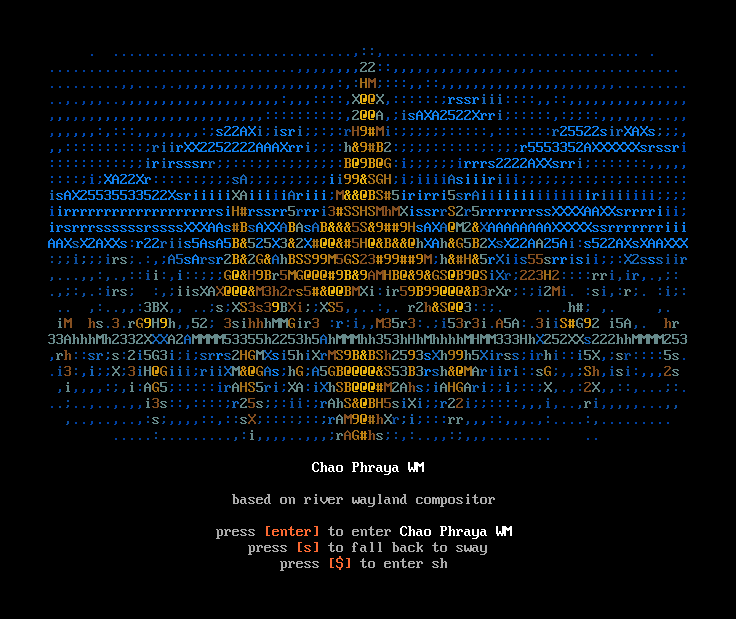 Chao Phraya WM
based on river wayland compositor
press [enter] to enter Chao Phraya WM
press [s] to fall back to sway
press [$] to enter sh